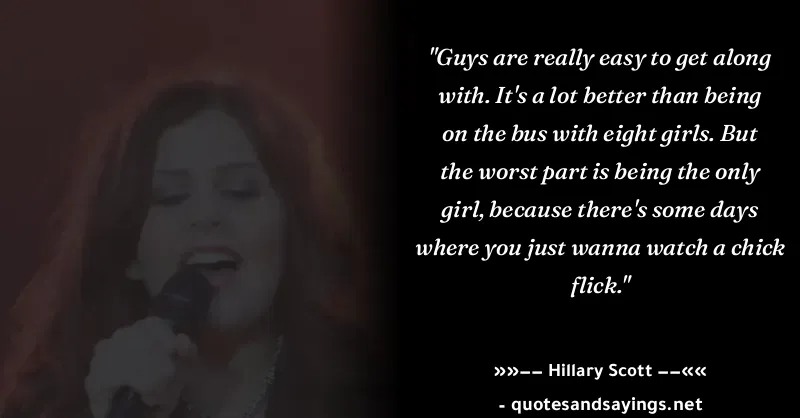 "Guys are really easy to get along
with. It's a lot better than being
on the bus with eight girls. But
the worst part is being the only
girl, because there's some days
where you just wanna watch a chick
flick."
»»−− Hillary Scott −−««
- quotesandsayings.net